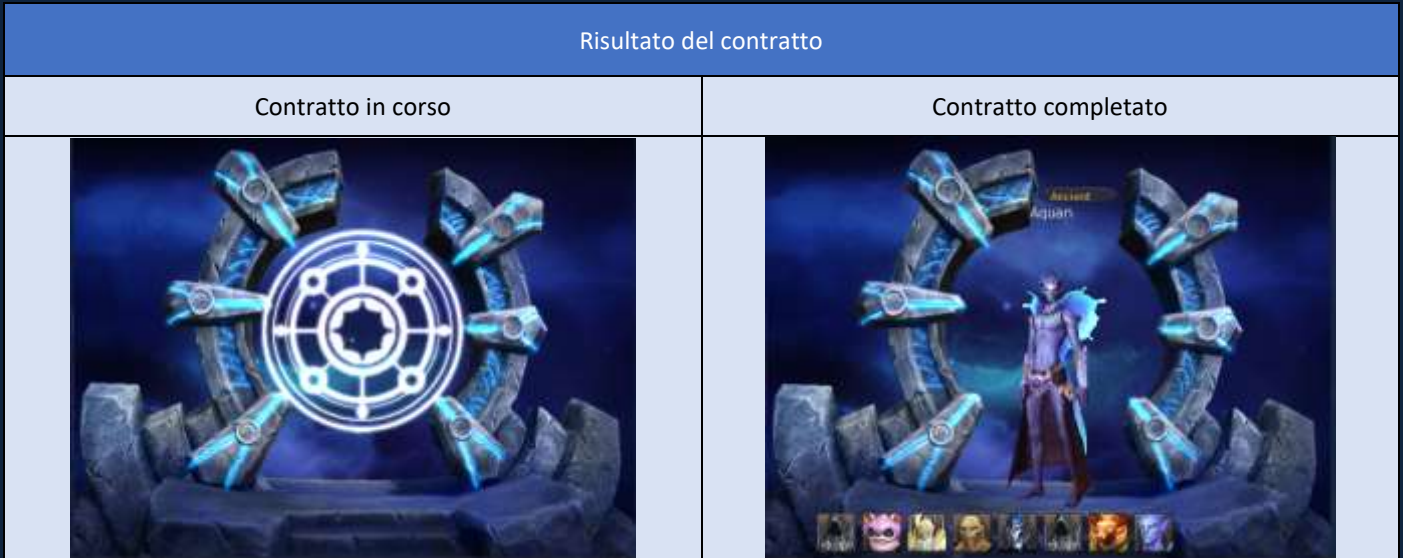 Risultato del contratto
Contratto in corso
Contratto completato
Ancient
Aquan